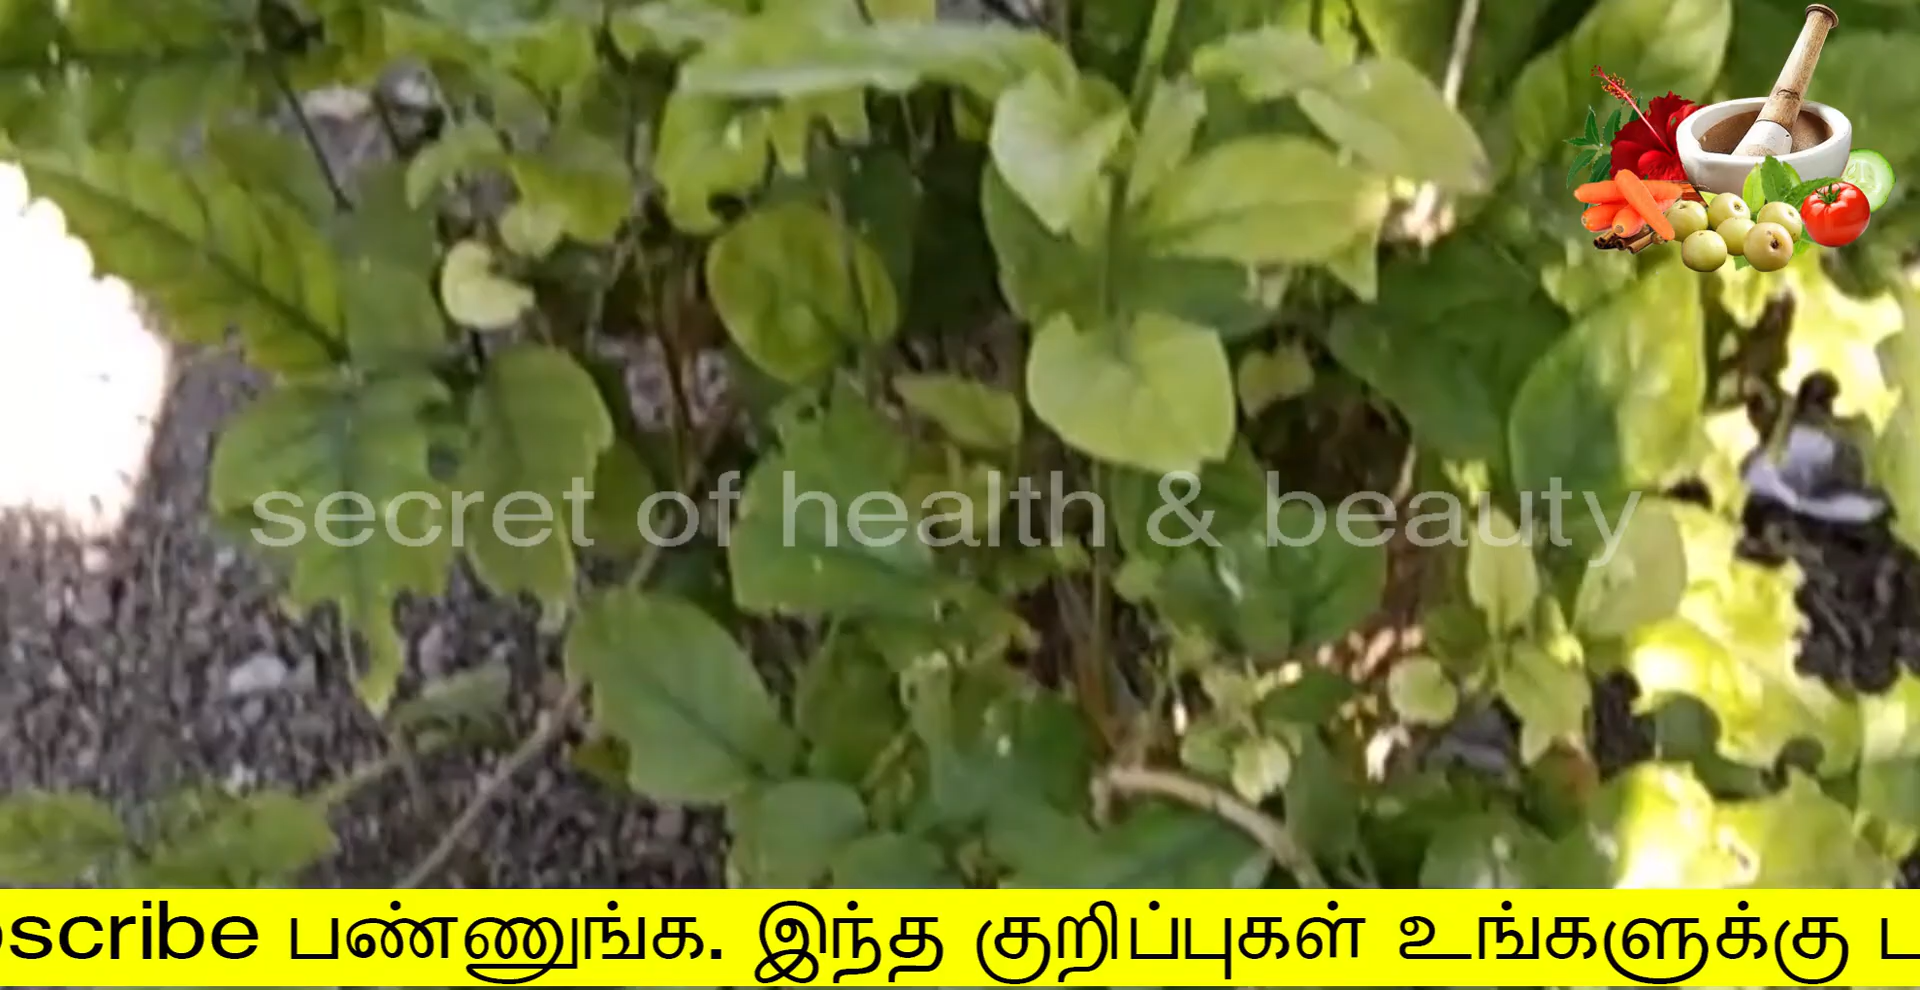 secret of health & beauty
scribe பண்ணுங்க. இந்த குறிப்புகள் உங்களுக்கு